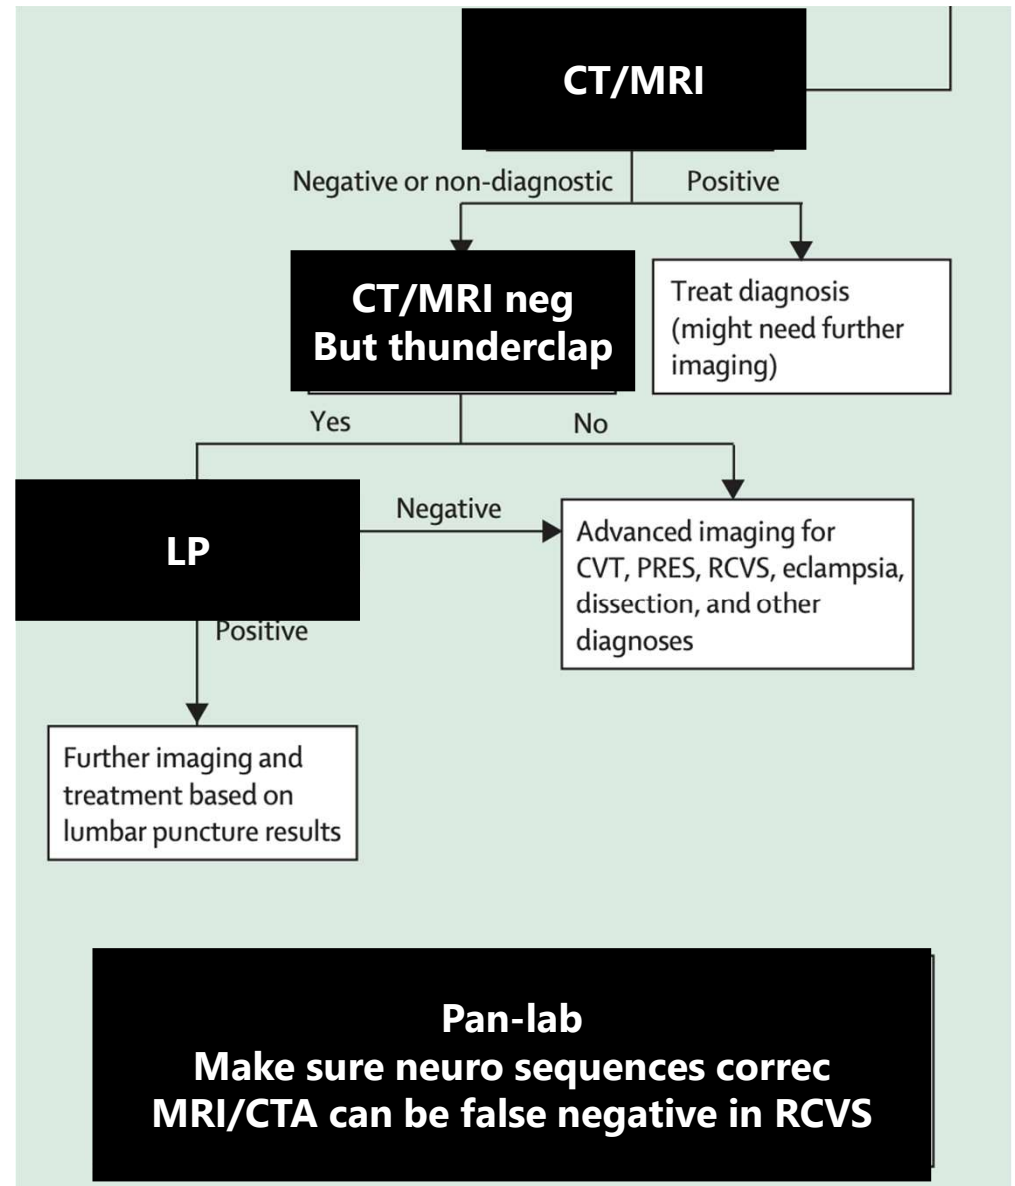 CT/MRI
Negative or non-diagnostic
Positive
CT/MRI neg
But thunderclap
Treat diagnosis
(might need further
imaging)
Yes
No
LP
Negative
Advanced imaging for
CVT, PRES, RCVS, eclampsia,
dissection, and other
diagnoses
Positive
Further imaging and
treatment based on
lumbar puncture results
Pan-lab
Make sure neuro sequences correc
MRI/CTA can be false negative in RCVS